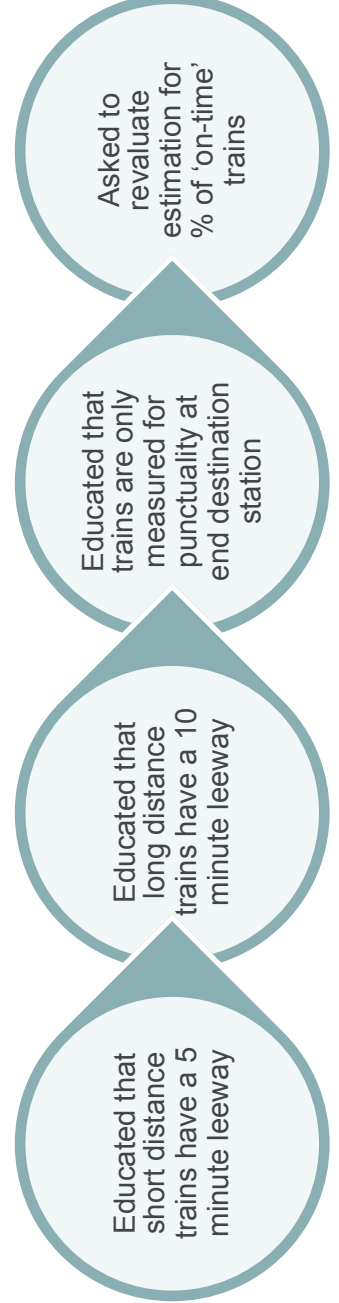 Educated that
short distance
trains have a 5
minute leeway
Educated that
long distance
trains have a 10
minute leeway
Educated that
trains are only
measured for
punctuality at
end destination
station
Asked to
revaluate
estimation for
% of ‘on-time’
trains